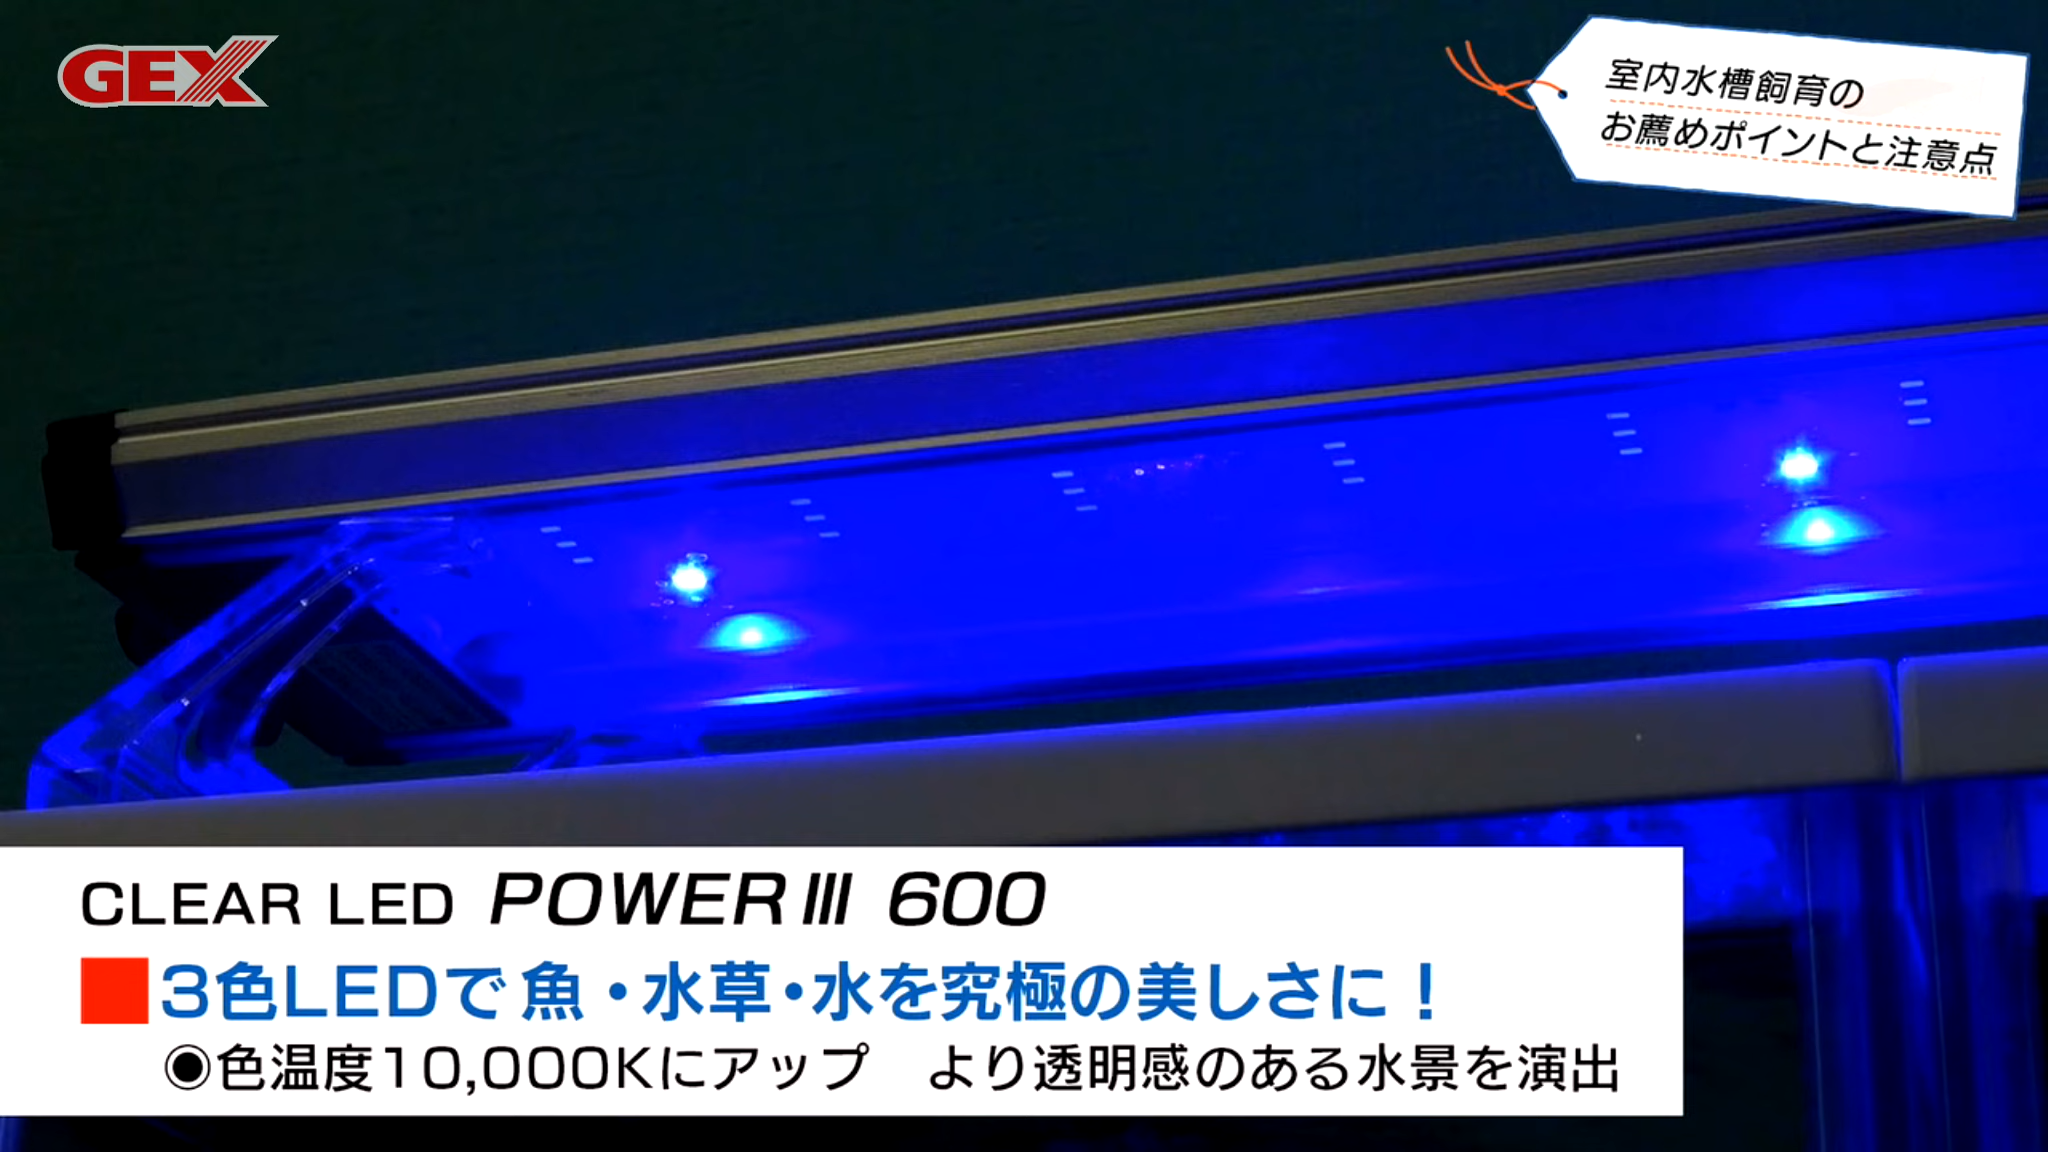 GEX
室内水槽飼育の
お薦めポイントと注意点
CLEAR LED POWERⅢ 600
■3色LEDで魚・水草・水を究極の美しさに！
◉色温度10,000Kにアップ　より透明感のある水景を演出